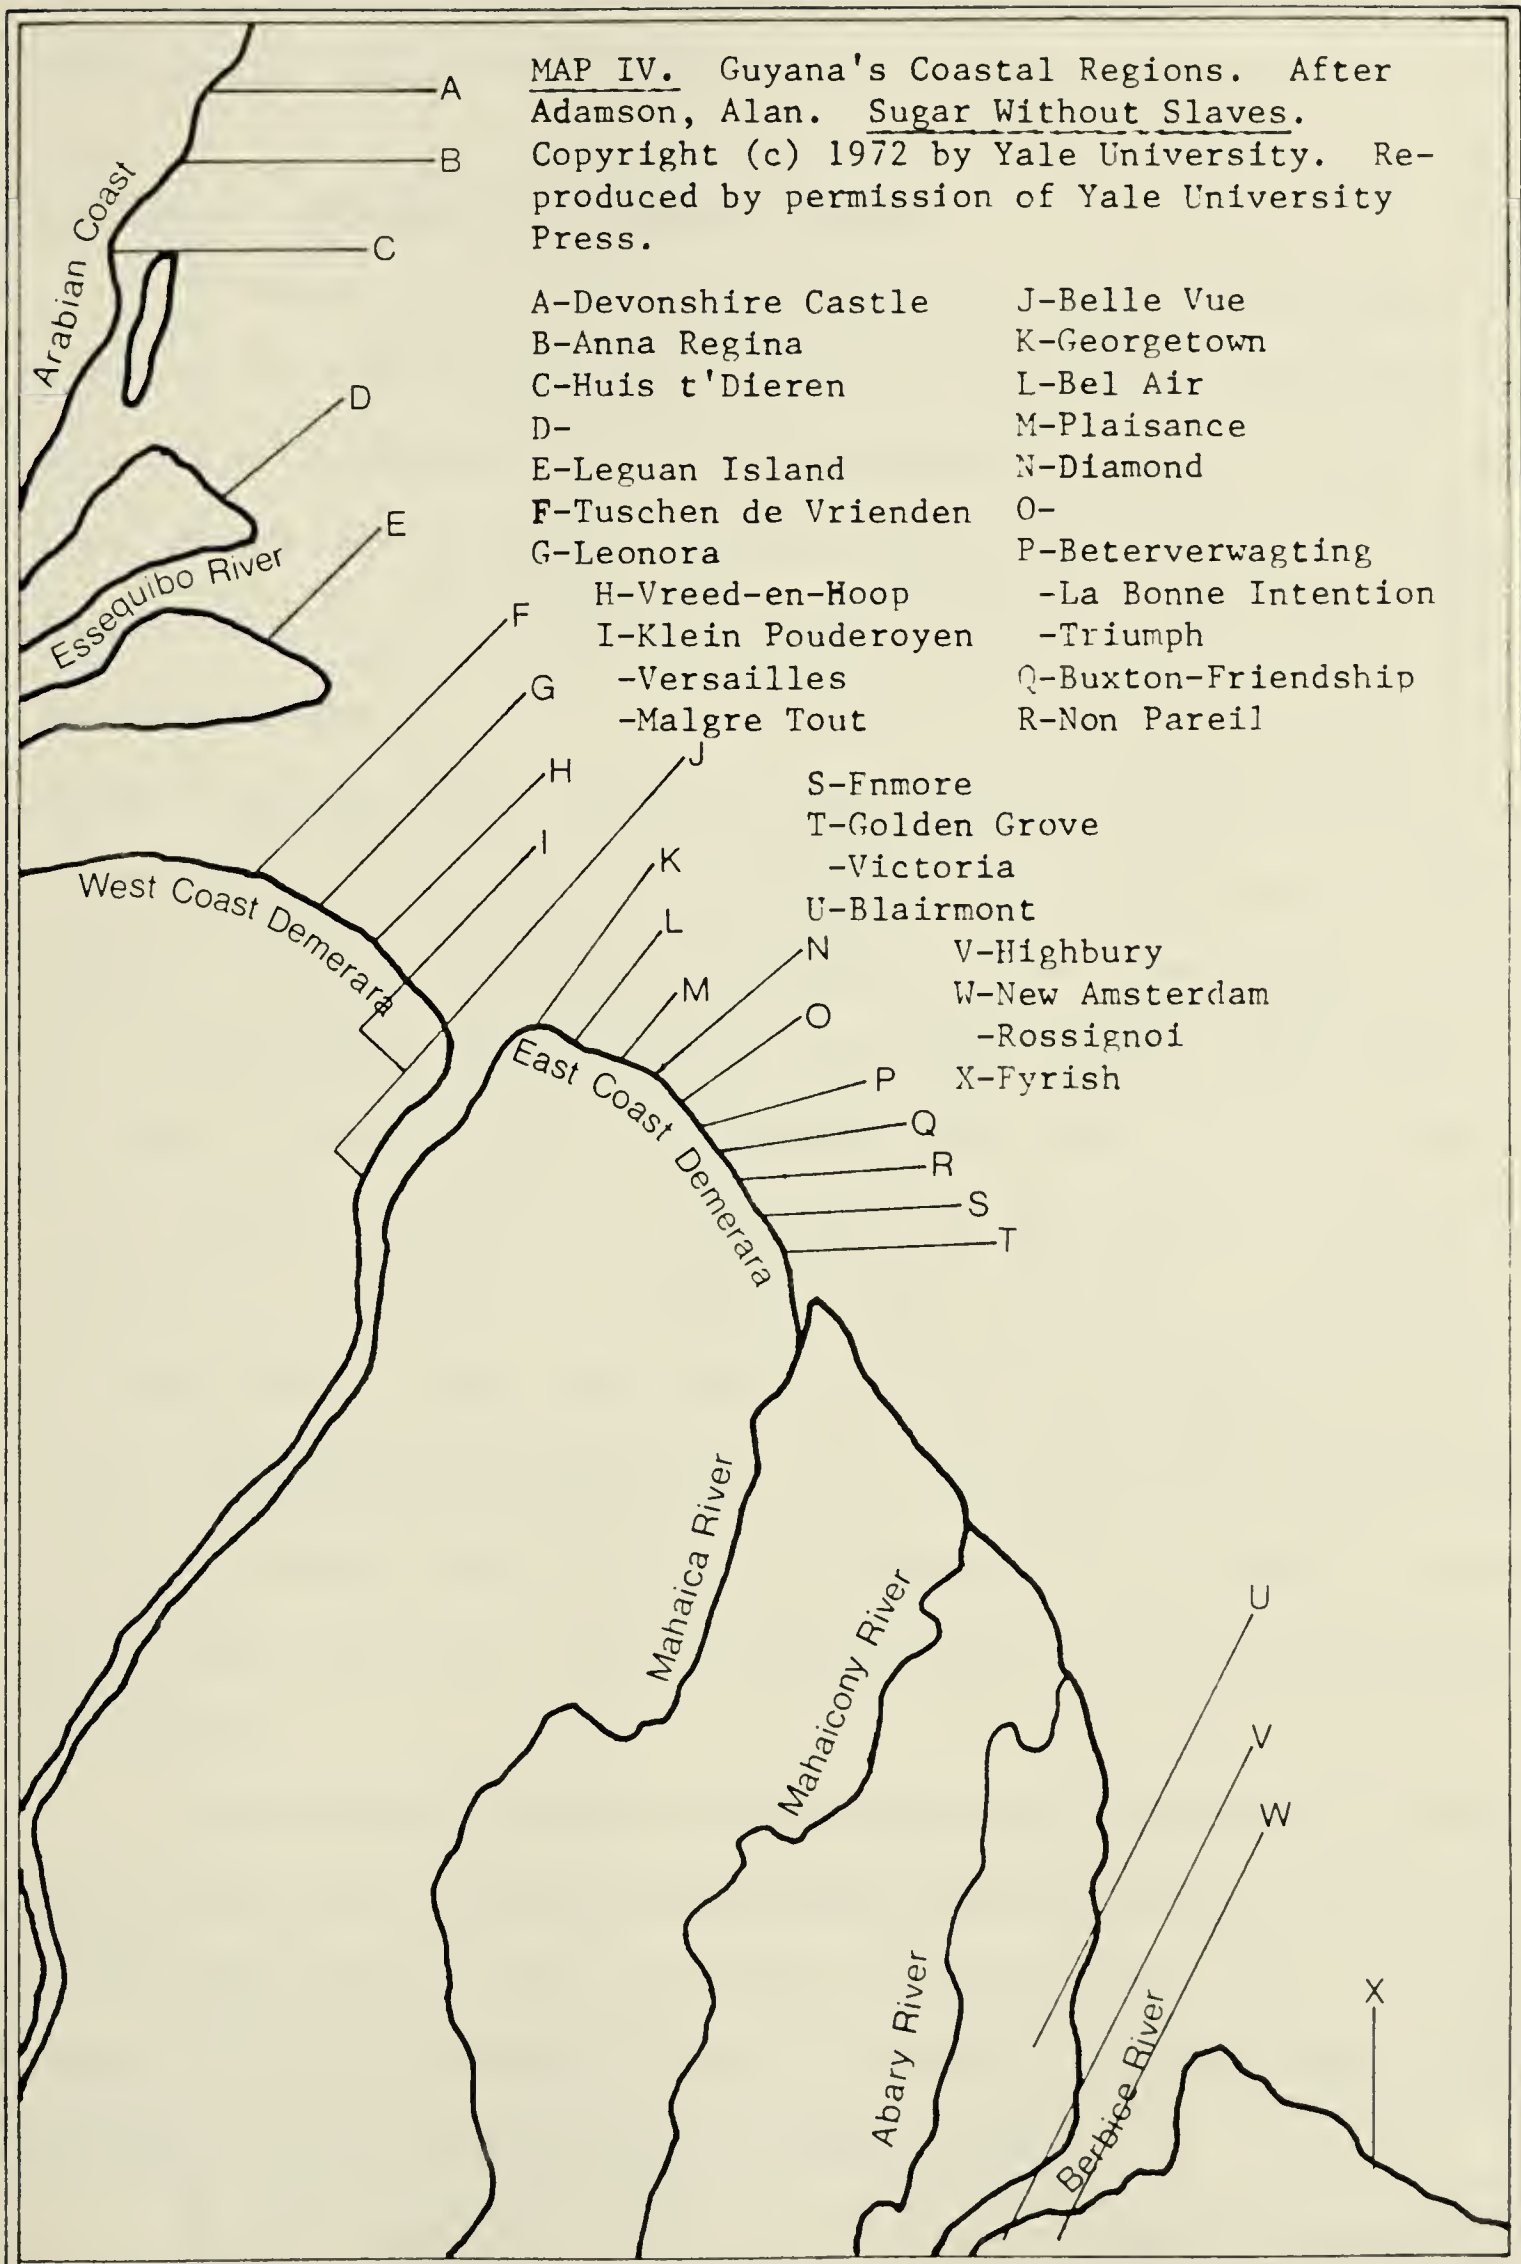 MAP IV. Guyana's Coastal Regions. After
Adamson, Alan. Sugar Without Slaves.
Copyright (c) 1972 by Yale University. Re-
produced by permission of Yale University
Press.
A-Devonshire Castle
B-Anna Regina
C-Huis t'Dieren
D-
E-Leguan Island
F-Tuschen de Vrienden
G-Leonora
H-Vreed-en-Hoop
I-Klein Pouderoyen
-Versailles
-Malgre Tout
J-Belle Vue
K-Georgetown
L-Bel Air
M-Plaisance
N-Diamond
O-
P-Beterverwagting
-La Bonne Intention
-Triumph
Q-Buxton-Friendship
R-Non Pareil
S-Fnmore
T-Golden Grove
-Victoria
U-Blairmont
V-Highbury
W-New Amsterdam
-Rossignoi
X-Fyrish
A
B
C
Arabian Coast
D
E
Essequibo River
F
G
H
I
J
K
L
M
N
O
P
Q
R
S
T
West Coast Demerara
East Coast Demerara
Mahaica River
Mahaicony River
Abary River
Berbice River
U
V
W
X